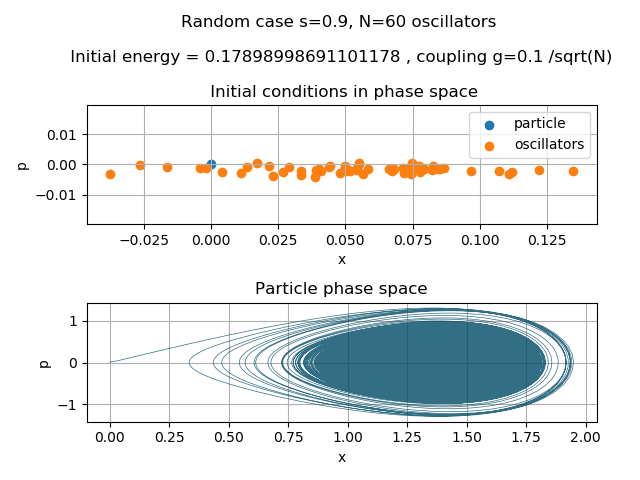 Random case s=0.9, N=60 oscillators
Initial energy = 0.17898998691101178 , coupling g=0.1 /sqrt(N)
Initial conditions in phase space
particle
oscillators
0.01
0.00
−0.01
p
−0.025 0.000 0.025 0.050 0.075 0.100 0.125
x
Particle phase space
1
0
−1
p
0.00 0.25 0.50 0.75 1.00 1.25 1.50 1.75 2.00
x